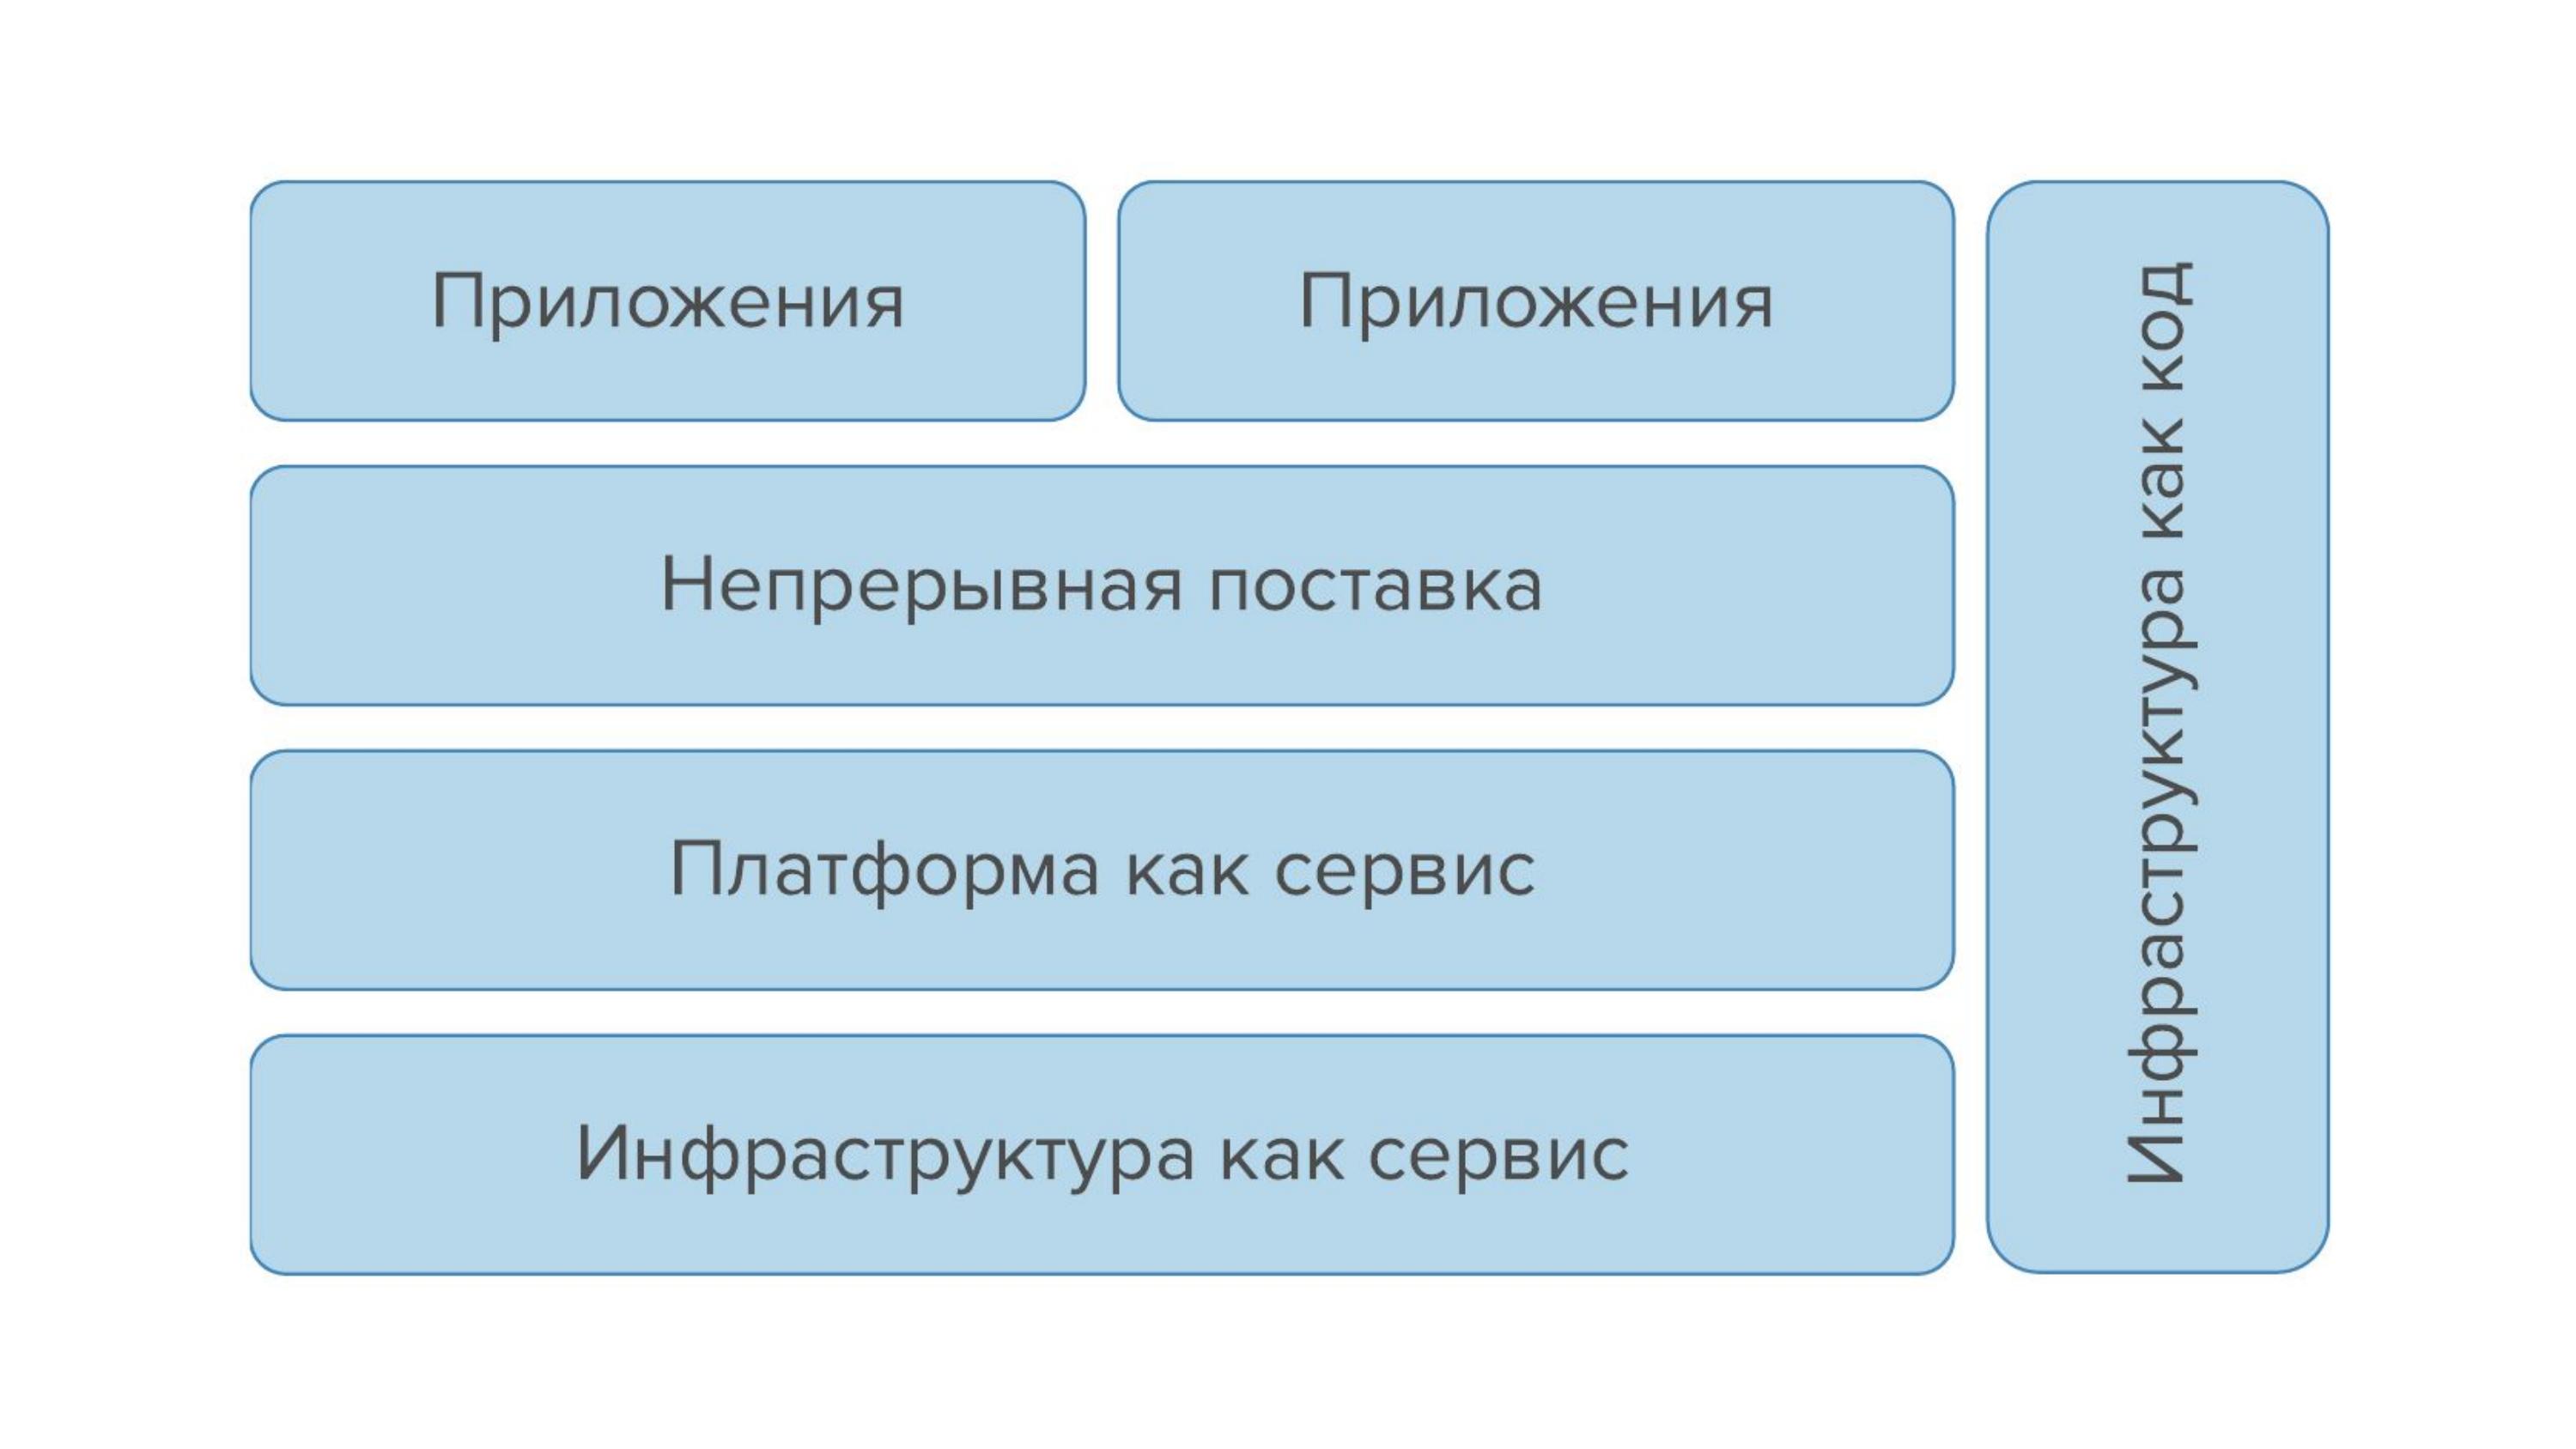 Приложения
Приложения
Непрерывная поставка
Платформа как сервис
Инфраструктура как сервис
Инфраструктура как код